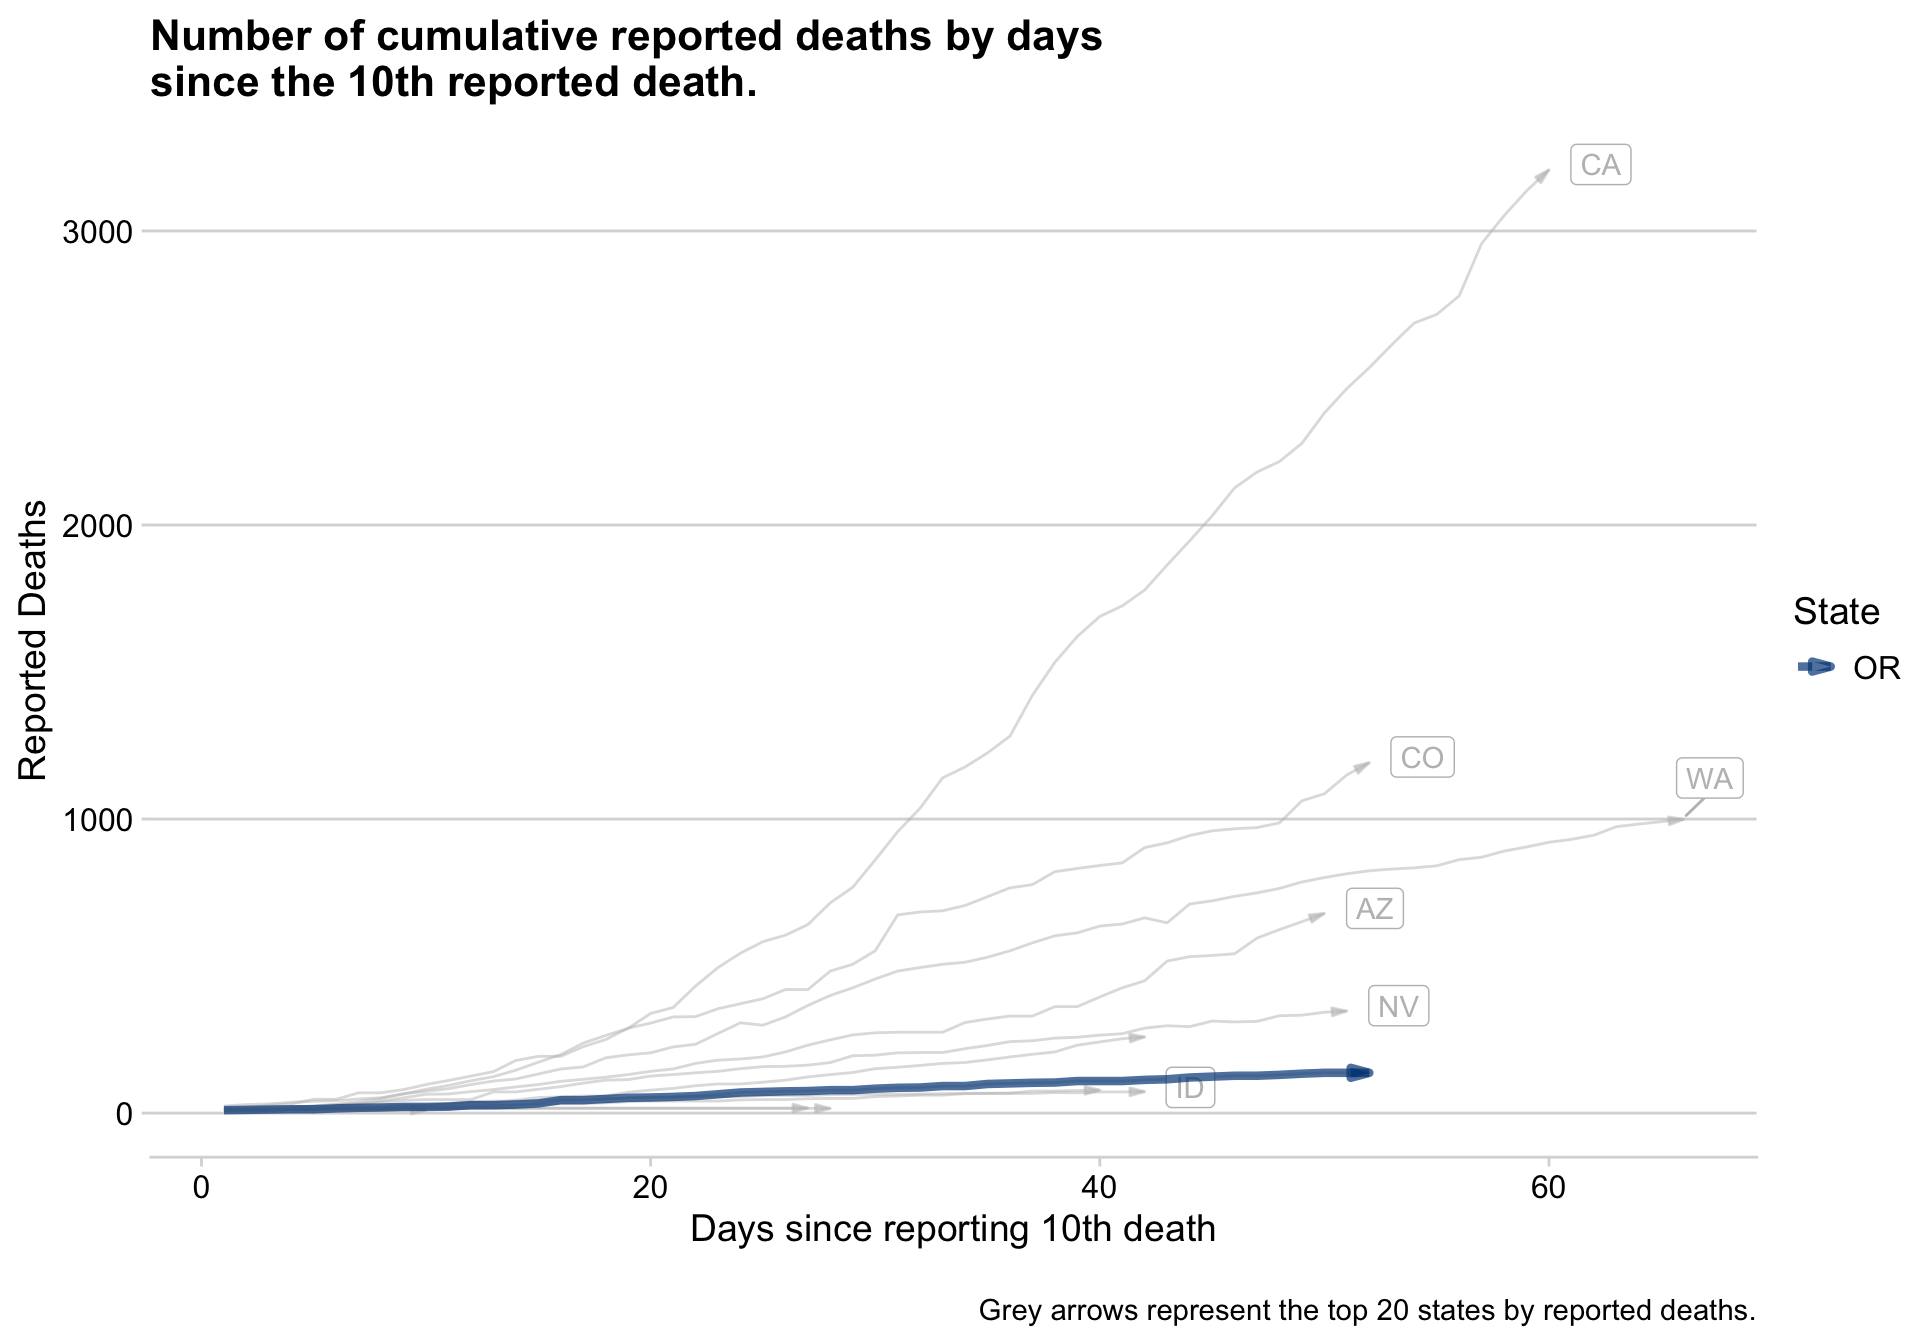 Number of cumulative reported deaths by days
since the 10th reported death.
CA
3000
2000
Reported Deaths
State
OR
CO
WA
1000
AZ
NV
ID
0
0
20
40
60
Days since reporting 10th death
Grey arrows represent the top 20 states by reported deaths.